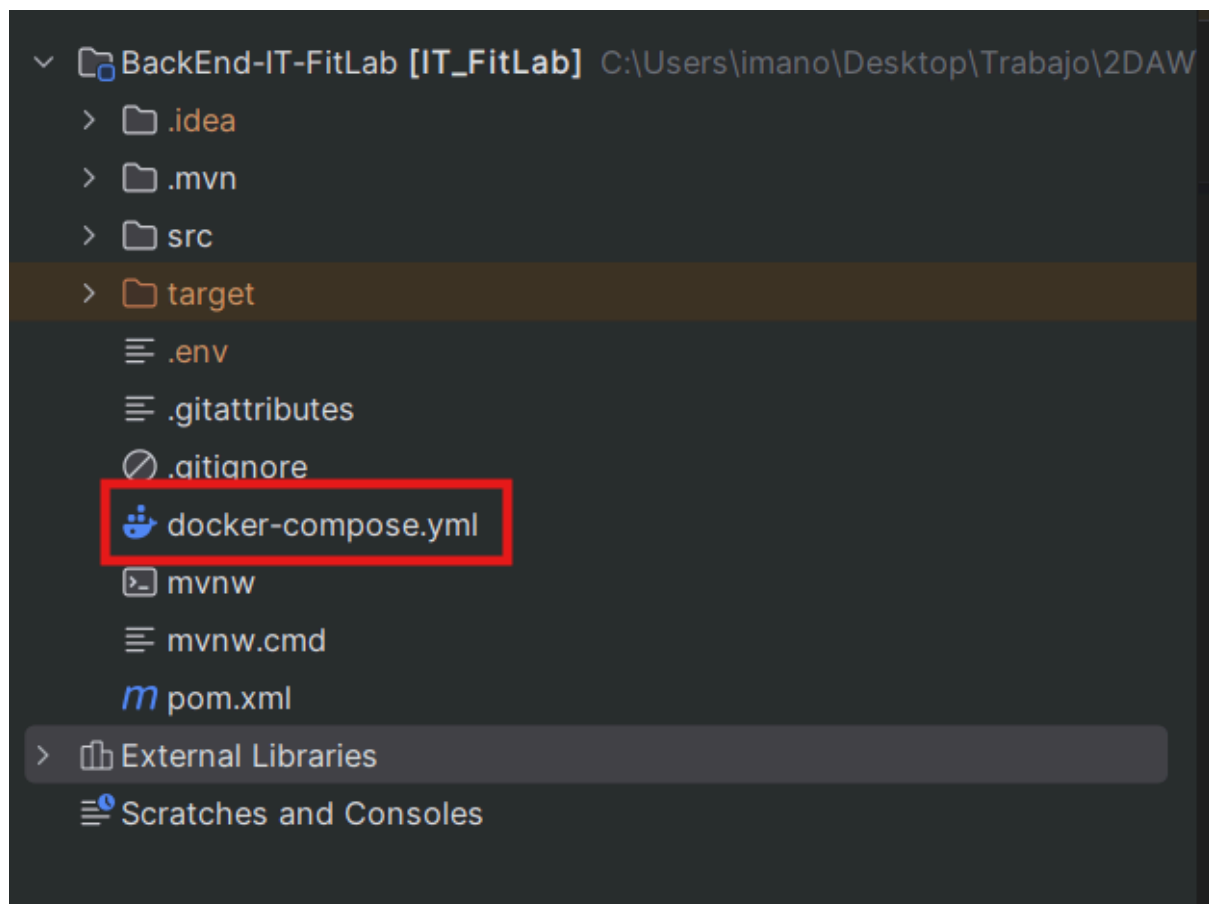 BackEnd-IT-FitLab [IT_FitLab] C:\Users\imano\Desktop\Trabajo\2DAW
.idea
.mvn
src
target
.env
.gitattributes
.gitignore
docker-compose.yml
mvnw
mvnw.cmd
m pom.xml
External Libraries
Scratches and Consoles